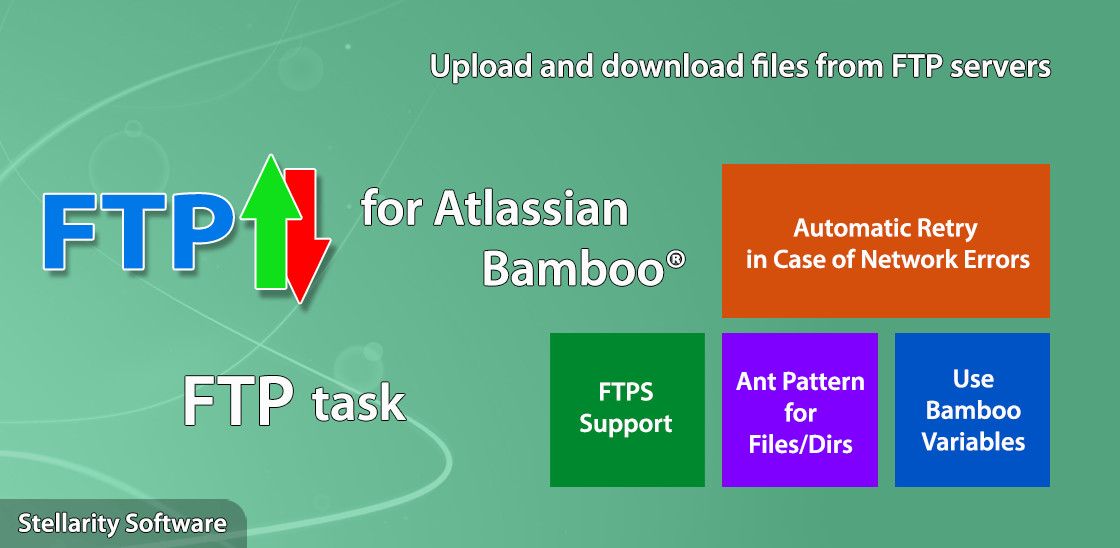 Upload and download files from FTP servers
FTP
for Atlassian
Bamboo®
FTP task
Automatic Retry
in Case of Network Errors
FTPS
Support
Ant Pattern
for
Files/Dirs
Use
Bamboo
Variables
Stellarity Software